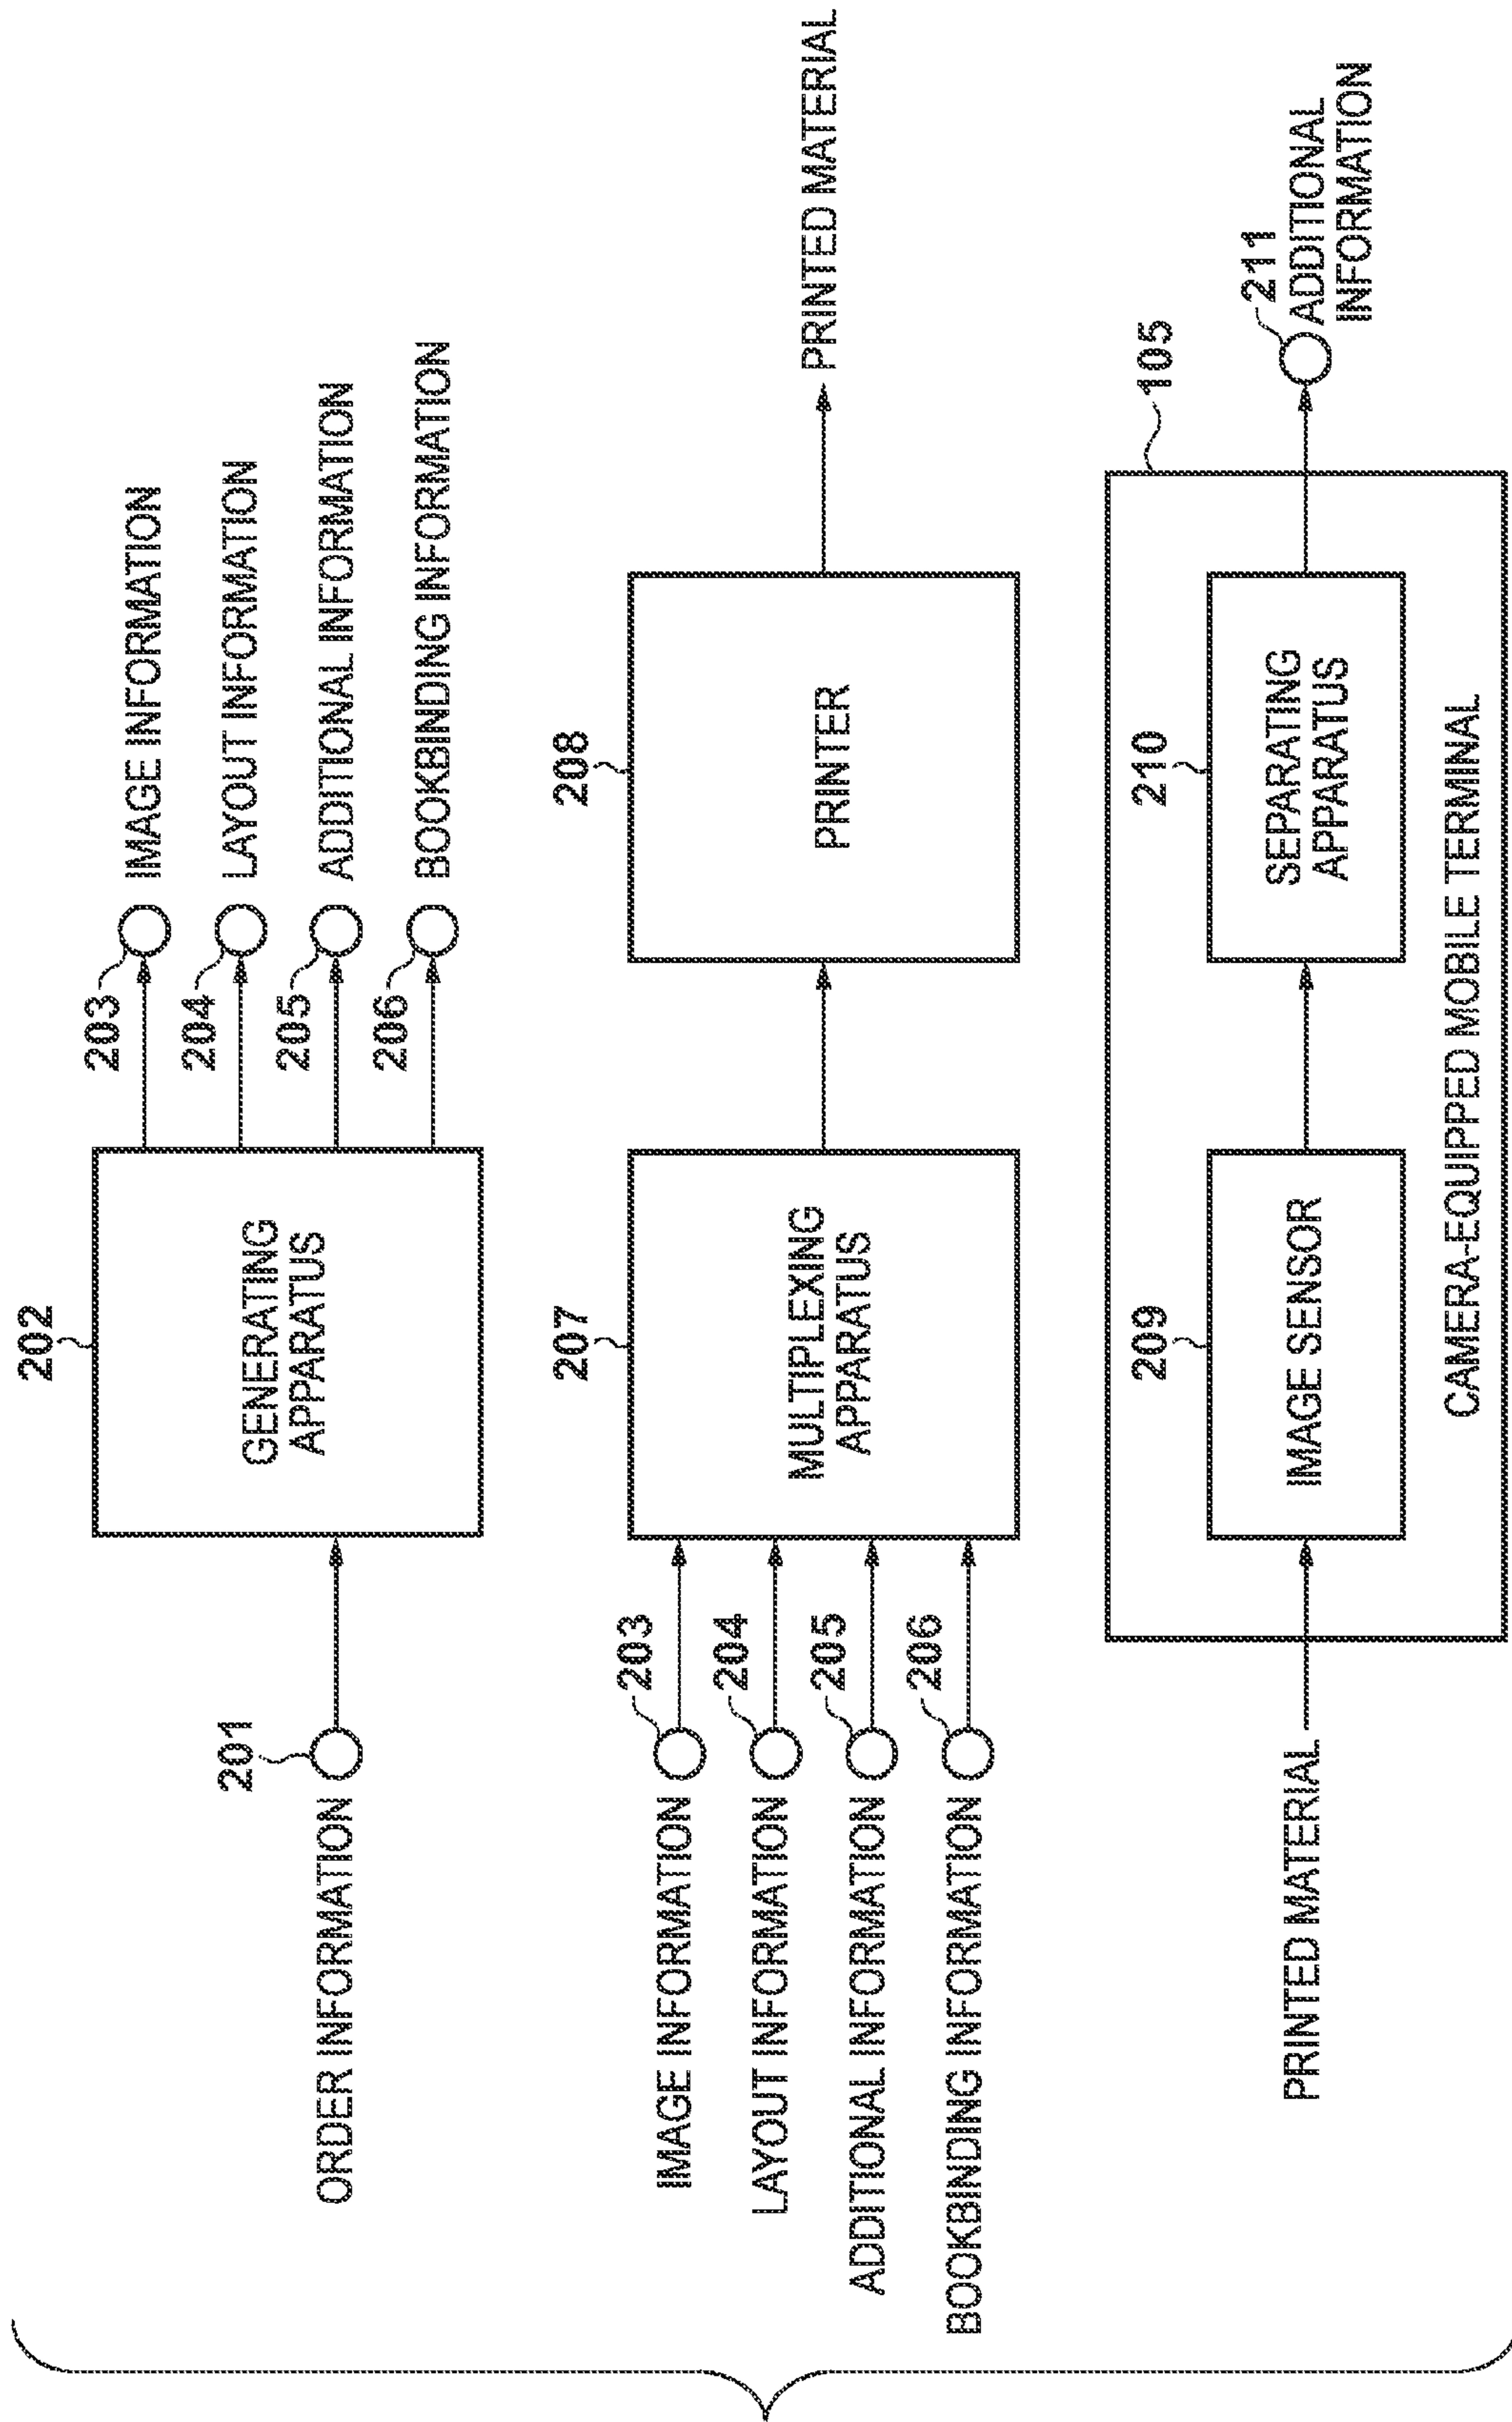 201
ORDER INFORMATION
202
GENERATING
APPARATUS
203
IMAGE INFORMATION
204
LAYOUT INFORMATION
205
ADDITIONAL INFORMATION
206
BOOKBINDING INFORMATION
203
IMAGE INFORMATION
204
LAYOUT INFORMATION
205
ADDITIONAL INFORMATION
206
BOOKBINDING INFORMATION
207
MULTIPLEXING
APPARATUS
208
PRINTER
PRINTED MATERIAL
PRINTED MATERIAL
209
IMAGE SENSOR
210
SEPARATING
APPARATUS
CAMERA-EQUIPPED MOBILE TERMINAL
105
211
ADDITIONAL
INFORMATION